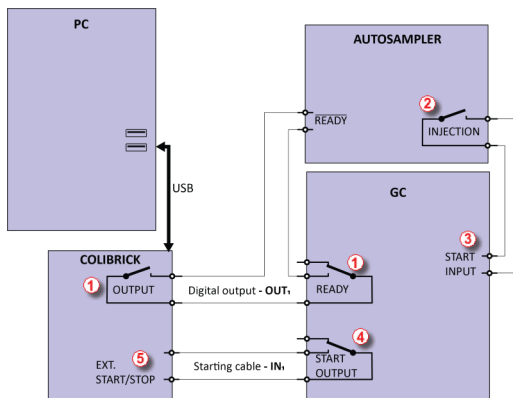 PC
AUTOSAMPLER
READY
2
INJECTION
USB
GC
3
START
INPUT
COLIBRICK
1
OUTPUT
Digital output - OUT₁
1
READY
4
START
OUTPUT
5
EXT.
START/STOP
Starting cable - IN₁